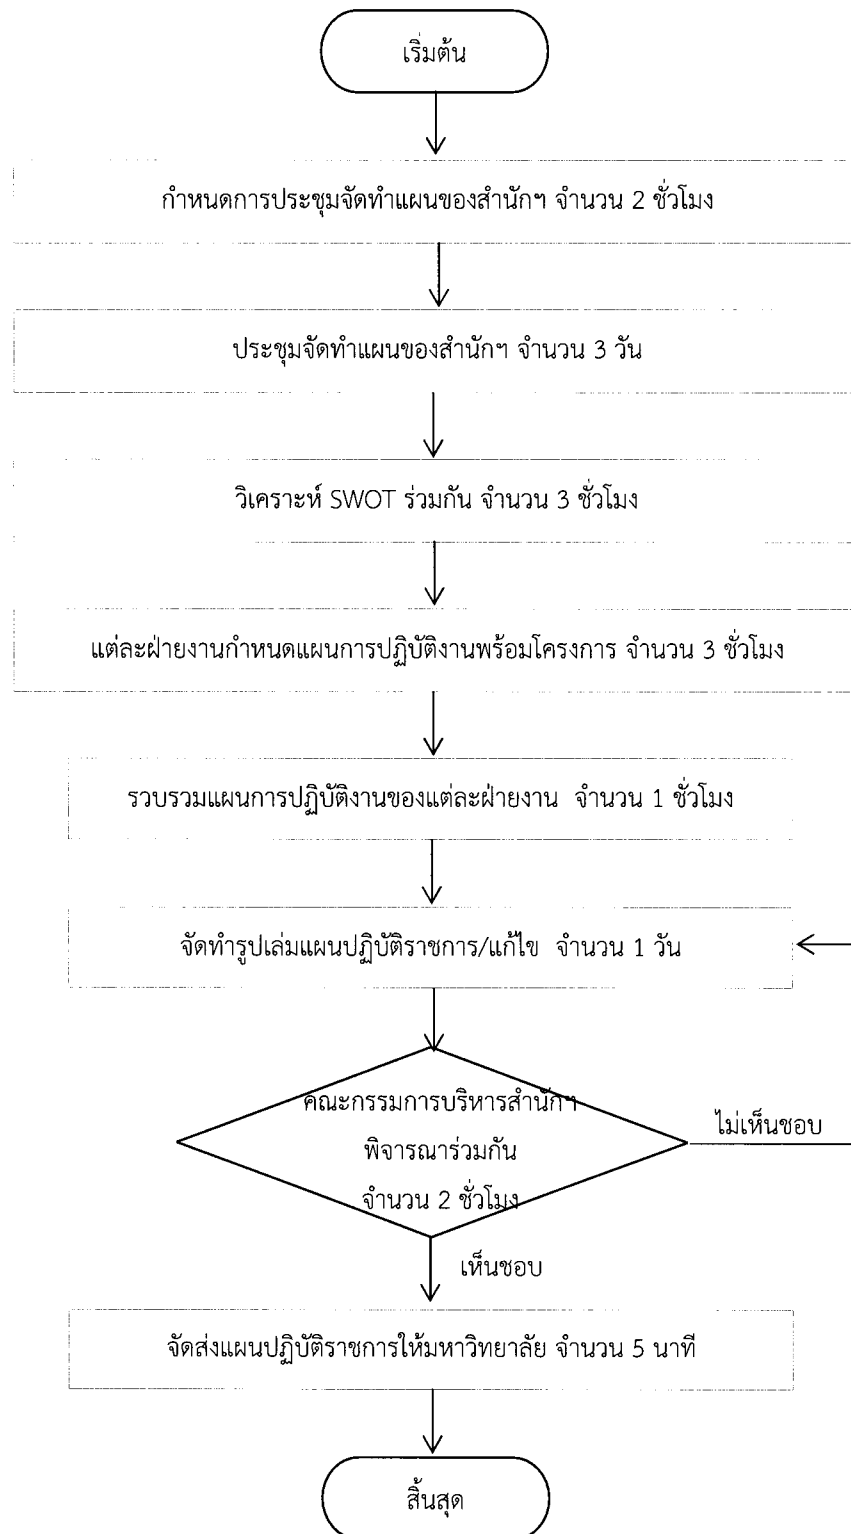 เริ่มต้น
กำหนดการประชุมจัดทำแผนของสำนักฯ จำนวน 2 ชั่วโมง
ประชุมจัดทำแผนของสำนักฯ จำนวน 3 วัน
วิเคราะห์ SWOT ร่วมกัน จำนวน 3 ชั่วโมง
แต่ละฝ่ายงานกำหนดแผนการปฏิบัติงานพร้อมโครงการ จำนวน 3 ชั่วโมง
รวบรวมแผนการปฏิบัติงานของแต่ละฝ่ายงาน จำนวน 1 ชั่วโมง
จัดทำรูปเล่มแผนปฏิบัติราชการ/แก้ไข จำนวน 1 วัน
คณะกรรมการบริหารสำนักฯ
พิจารณาร่วมกัน
จำนวน 2 ชั่วโมง
ไม่เห็นชอบ
เห็นชอบ
จัดส่งแผนปฏิบัติราชการให้มหาวิทยาลัย จำนวน 5 นาที
สิ้นสุด